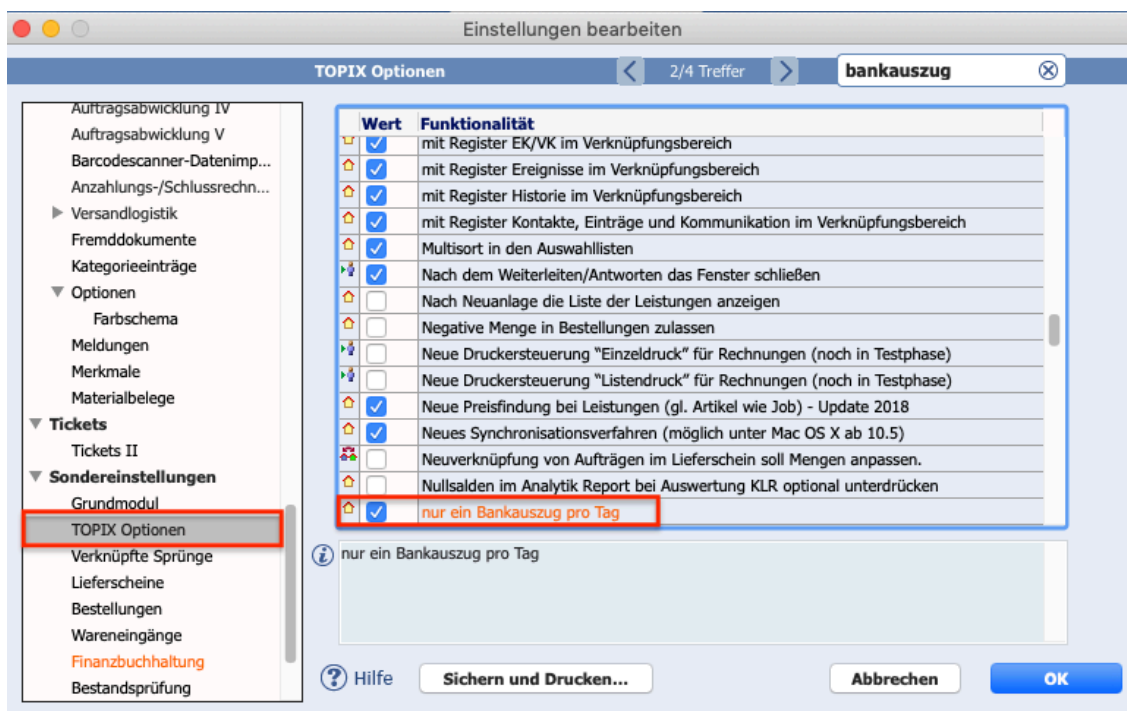 Einstellungen bearbeiten
TOPIX Optionen
2/4 Treffer
bankauszug
Auftragsabwicklung IV
Auftragsabwicklung V
Barcodescanner-Datenimp...
Anzahlungs-/Schlussrechn...
Versandlogistik
Fremddokumente
Kategorieeinträge
Optionen
Farbschema
Meldungen
Merkmale
Materialbelege
Tickets
Tickets II
Sondereinstellungen
Grundmodul
TOPIX Optionen
Verknüpfte Sprünge
Lieferscheine
Bestellungen
Wareneingänge
Finanzbuchhaltung
Bestandsprüfung
Wert Funktionalität
mit Register EK/VK im Verknüpfungsbereich
mit Register Ereignisse im Verknüpfungsbereich
mit Register Historie im Verknüpfungsbereich
mit Register Kontakte, Einträge und Kommunikation im Verknüpfungsbereich
Multisort in den Auswahllisten
Nach dem Weiterleiten/Antworten das Fenster schließen
Nach Neuanlage die Liste der Leistungen anzeigen
Negative Menge in Bestellungen zulassen
Neue Druckersteuerung "Einzeldruck" für Rechnungen (noch in Testphase)
Neue Druckersteuerung "Listendruck" für Rechnungen (noch in Testphase)
Neue Preisfindung bei Leistungen (gl. Artikel wie Job) - Update 2018
Neues Synchronisationsverfahren (möglich unter Mac OS X ab 10.5)
Neuverknüpfung von Aufträgen im Lieferschein soll Mengen anpassen.
Nullsalden im Analytik Report bei Auswertung KLR optional unterdrücken
nur ein Bankauszug pro Tag
nur ein Bankauszug pro Tag
? Hilfe
Sichern und Drucken...
Abbrechen
OK